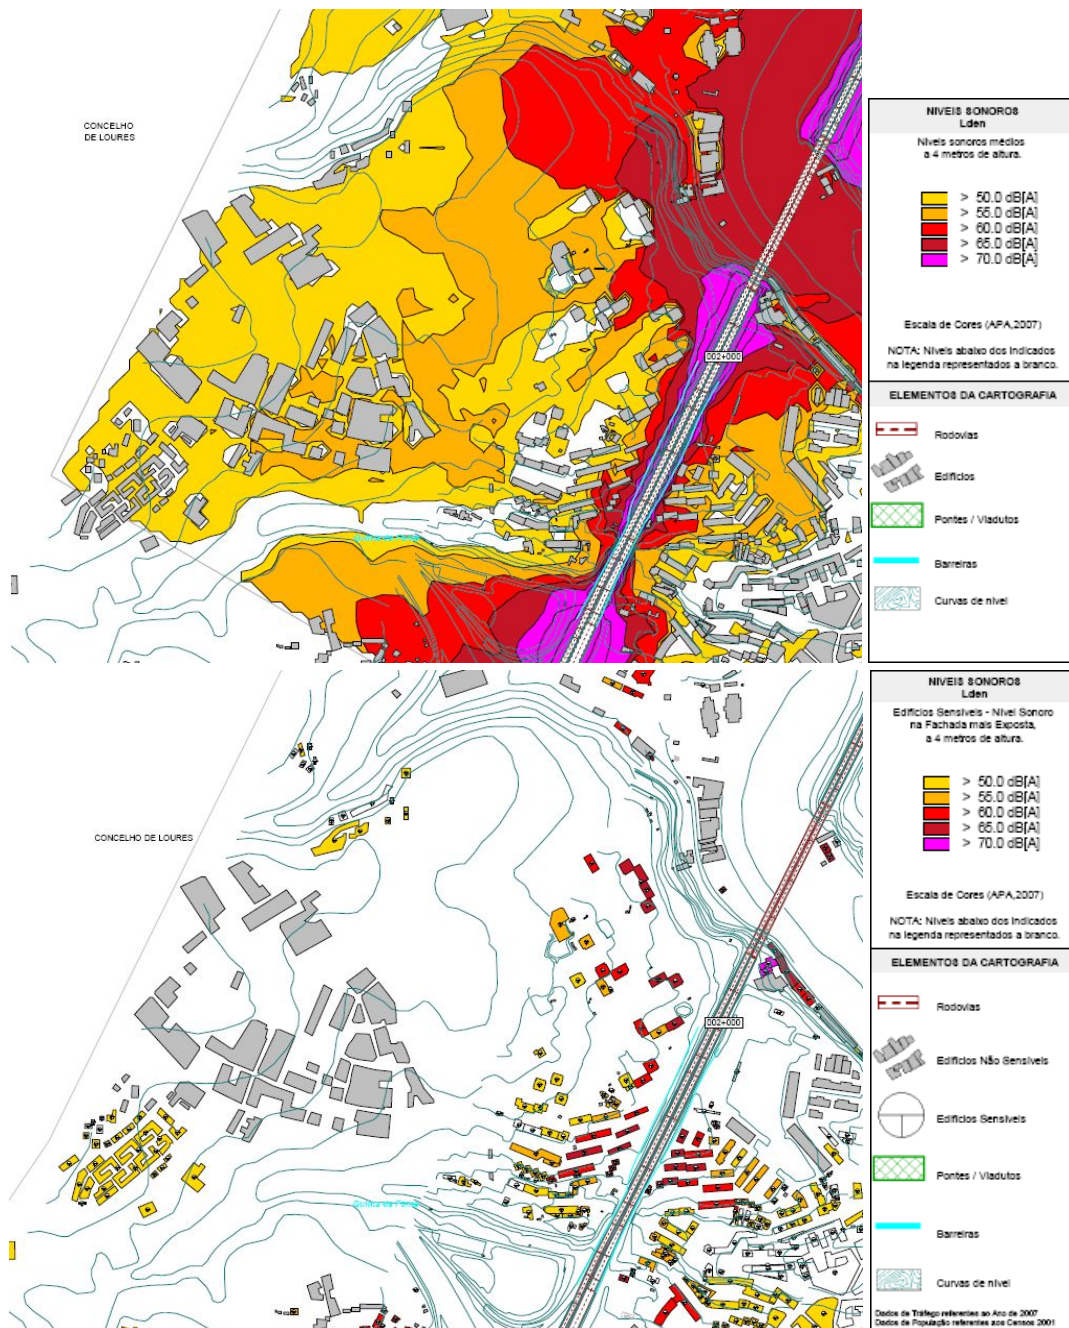 CONCELHO
DE LOURES
002+000
NIVEIS SONOROS
Lden
Niveis sonoros médios
a 4 metros de altura.
> 50.0 dB[A]
> 55.0 dB[A]
> 60.0 dB[A]
> 65.0 dB[A]
> 70.0 dB[A]
Escala de Cores (APA,2007)
NOTA: Niveis abaixo dos indicados
na legenda representados a branco.
ELEMENTOS DA CARTOGRAFIA
Rodovias
Edificios
Pontes / Viadutos
Barreiras
Curvas de nivel
CONCELHO DE LOURES
002+000
NIVEIS SONOROS
Lden
Edificios Sensíveis - Nivel Sonoro
na Fachada mais Exposta,
a 4 metros de altura.
> 50.0 dB[A]
> 55.0 dB[A]
> 60.0 dB[A]
> 65.0 dB[A]
> 70.0 dB[A]
Escala de Cores (APA,2007)
NOTA: Niveis abaixo dos indicados
na legenda representados a branco.
ELEMENTOS DA CARTOGRAFIA
Rodovias
Edificios Não Sensíveis
Edificios Sensíveis
Pontes / Viadutos
Barreiras
Curvas de nivel
Dados de Tráfego referentes ao Ano de 2007
Dados de População referentes aos Censos 2001